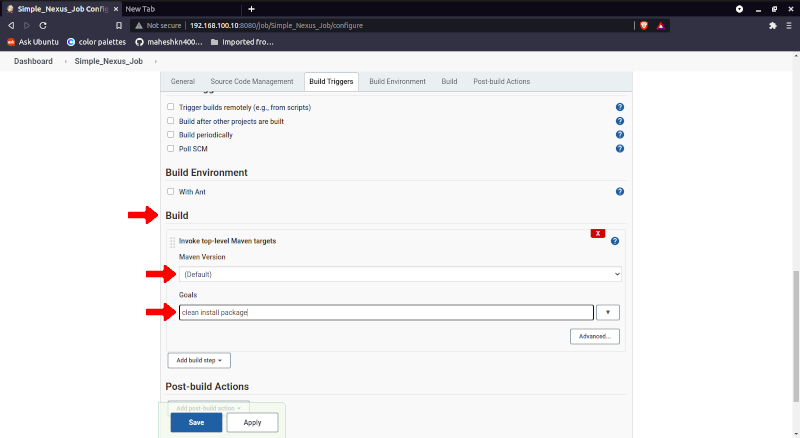 Simple_Nexus_Job Config
New Tab
Not secure 192.168.100.10:8080/job/Simple_Nexus_Job/configure
Ask Ubuntu color palettes maheshkn400... Imported fro...
Dashboard Simple_Nexus_Job
General Source Code Management Build Triggers Build Environment Build Post-build Actions
Trigger builds remotely (e.g., from scripts)
Build after other projects are built
Build periodically
Poll SCM
Build Environment
With Ant
Build
X
Invoke top-level Maven targets
Maven Version
(Default)
Goals
clean install package
Advanced...
Add build step
Post-build Actions
Add post-build action
Save Apply